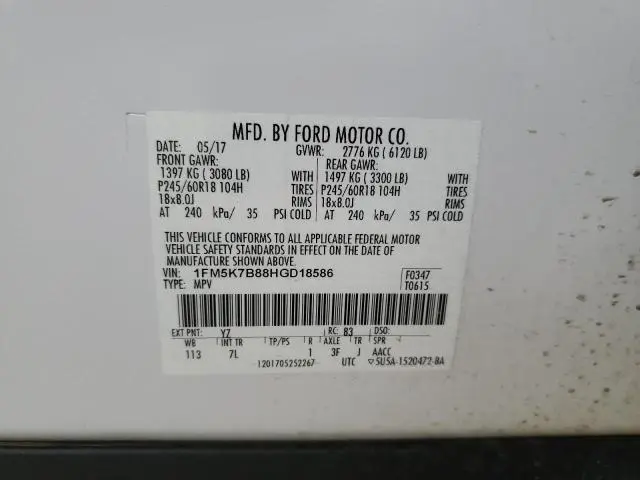 MFD. BY FORD MOTOR CO.
DATE: 05/17 GVWR: 2776 KG ( 6120 LB)
FRONT GAWR: REAR GAWR:
1397 KG ( 3080 LB) WITH 1497 KG ( 3300 LB) WITH
P245/60R18 104H TIRES P245/60R18 104H TIRES
18x8.0J RIMS 18x8.0J RIMS
AT 240 kPa/ 35 PSI COLD AT 240 kPa/ 35 PSI COLD
THIS VEHICLE CONFORMS TO ALL APPLICABLE FEDERAL MOTOR
VEHICLE SAFETY STANDARDS IN EFFECT ON THE DATE OF
MANUFACTURE SHOWN ABOVE.
VIN: 1FM5K7B88HGD18586 F0347
TYPE: MPV T0615
EXT PNT: Y7 RC: 83 DSO:
WB INT TR TP/PS R AXLE TR SPR
113 7L 1 3F J AACC
1201705252267 UTC ▽5U5A-1520472-BA